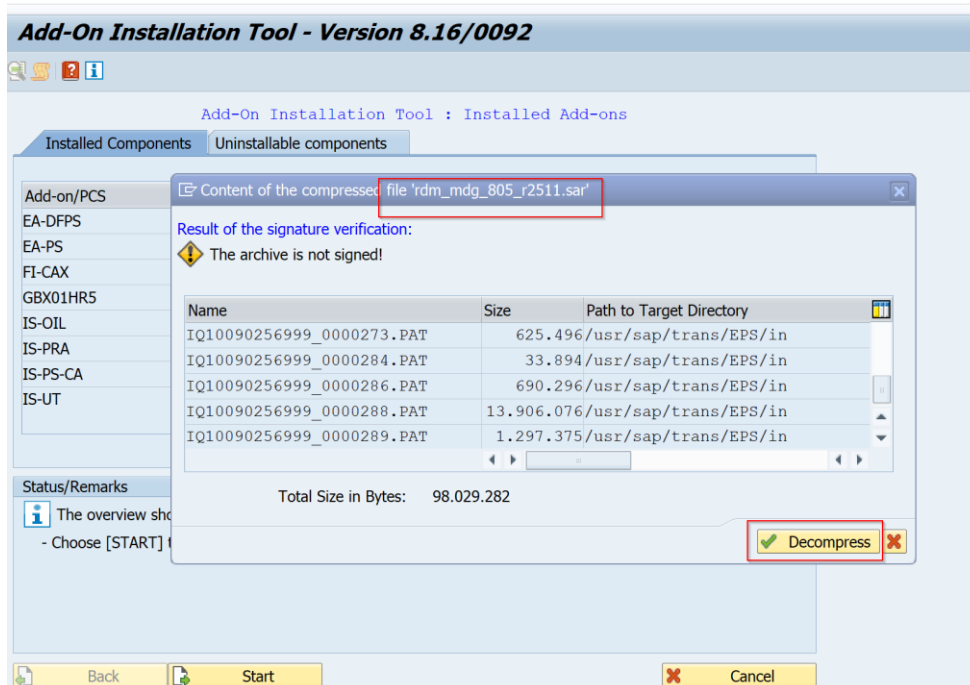 Add-On Installation Tool - Version 8.16/0092
Add-On Installation Tool : Installed Add-ons
Installed Components Uninstallable components
Add-on/PCS
EA-DFPS
EA-PS
FI-CAX
GBX01HR5
IS-OIL
IS-PRA
IS-PS-CA
IS-UT
Content of the compressed file 'rdm_mdg_805_r2511.sar'
Result of the signature verification:
The archive is not signed!
Name Size Path to Target Directory
IQ10090256999_0000273.PAT 625.496 /usr/sap/trans/EPS/in
IQ10090256999_0000284.PAT 33.894 /usr/sap/trans/EPS/in
IQ10090256999_0000286.PAT 690.296 /usr/sap/trans/EPS/in
IQ10090256999_0000288.PAT 13.906.076 /usr/sap/trans/EPS/in
IQ10090256999_0000289.PAT 1.297.375 /usr/sap/trans/EPS/in
Total Size in Bytes: 98.029.282
Decompress
Status/Remarks
The overview sho
- Choose [START] t
Back Start Cancel